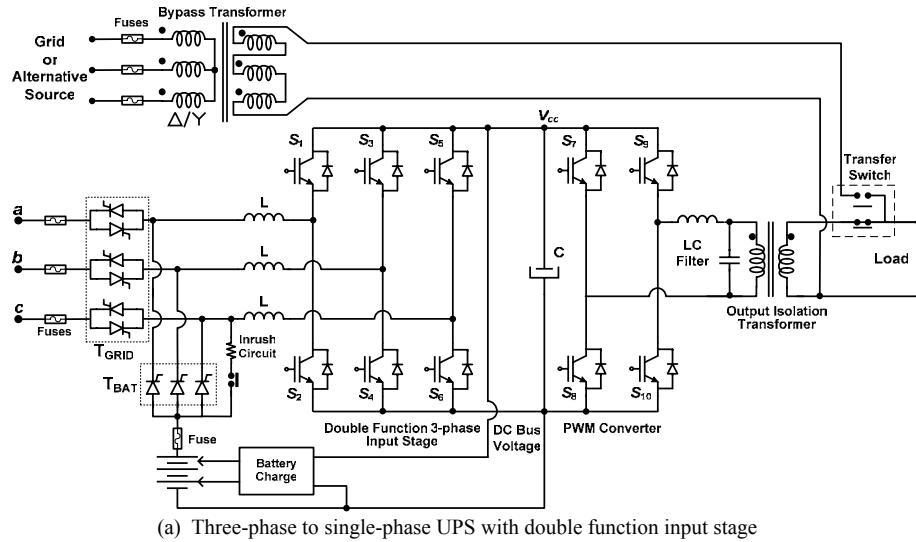 Bypass Transformer
Fuses
Grid
or
Alternative
Source
Δ/Y
Vcc
S1
S3
S5
S7
S9
Transfer
Switch
a
L
b
L
LC
Filter
C
Load
c
L
Fuses
Inrush
Circuit
Output Isolation
Transformer
TGRID
TBAT
S2
S4
S6
S8
S10
Fuse
Double Function 3-phase
Input Stage
DC Bus
Voltage
PWM Converter
Battery
Charge
(a) Three-phase to single-phase UPS with double function input stage